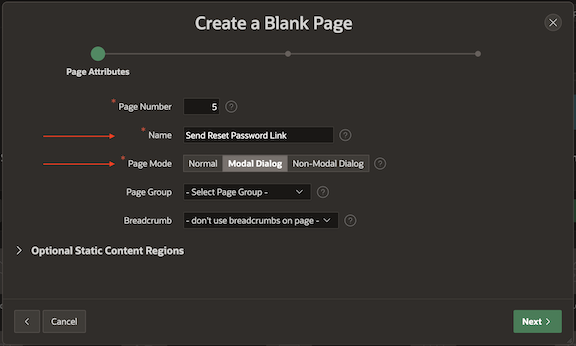 Create a Blank Page
Page Attributes
* Page Number 5
* Name Send Reset Password Link
* Page Mode Normal Modal Dialog Non-Modal Dialog
Page Group - Select Page Group -
Breadcrumb - don't use breadcrumbs on page -
Optional Static Content Regions
Cancel Next